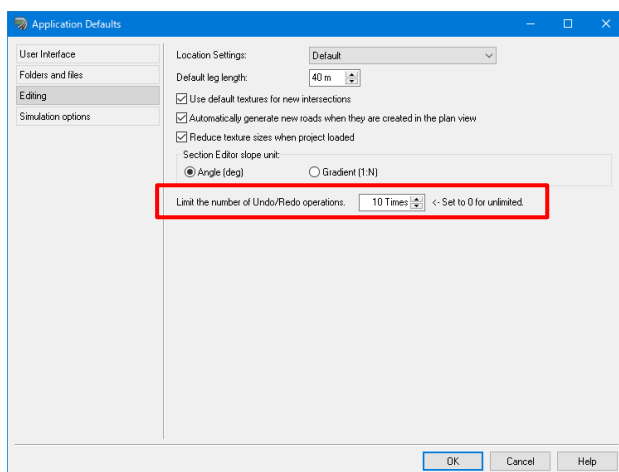 Application Defaults
User Interface
Folders and files
Editing
Simulation options
Location Settings: Default
Default leg length: 40 m
Use default textures for new intersections
Automatically generate new roads when they are created in the plan view
Reduce texture sizes when project loaded
Section Editor slope unit:
Angle (deg) Gradient (1:N)
Limit the number of Undo/Redo operations. 10 Times <- Set to 0 for unlimited.
OK Cancel Help